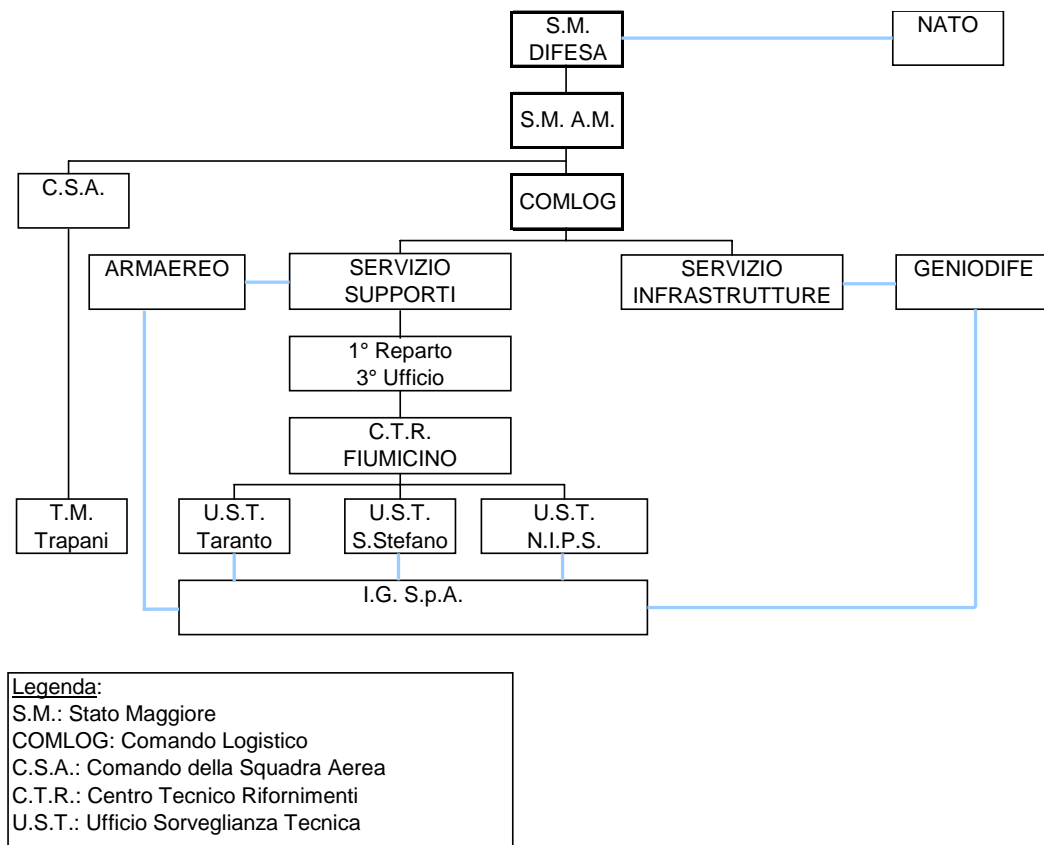 S.M.
DIFESA
NATO
S.M. A.M.
C.S.A.
COMLOG
ARMAEREO
SERVIZIO
SUPPORTI
SERVIZIO
INFRASTRUTTURE
GENIODIFE
1° Reparto
3° Ufficio
C.T.R.
FIUMICINO
T.M.
Trapani
U.S.T.
Taranto
U.S.T.
S.Stefano
U.S.T.
N.I.P.S.
I.G. S.p.A.
Legenda:
S.M.: Stato Maggiore
COMLOG: Comando Logistico
C.S.A.: Comando della Squadra Aerea
C.T.R.: Centro Tecnico Rifornimenti
U.S.T.: Ufficio Sorveglianza Tecnica